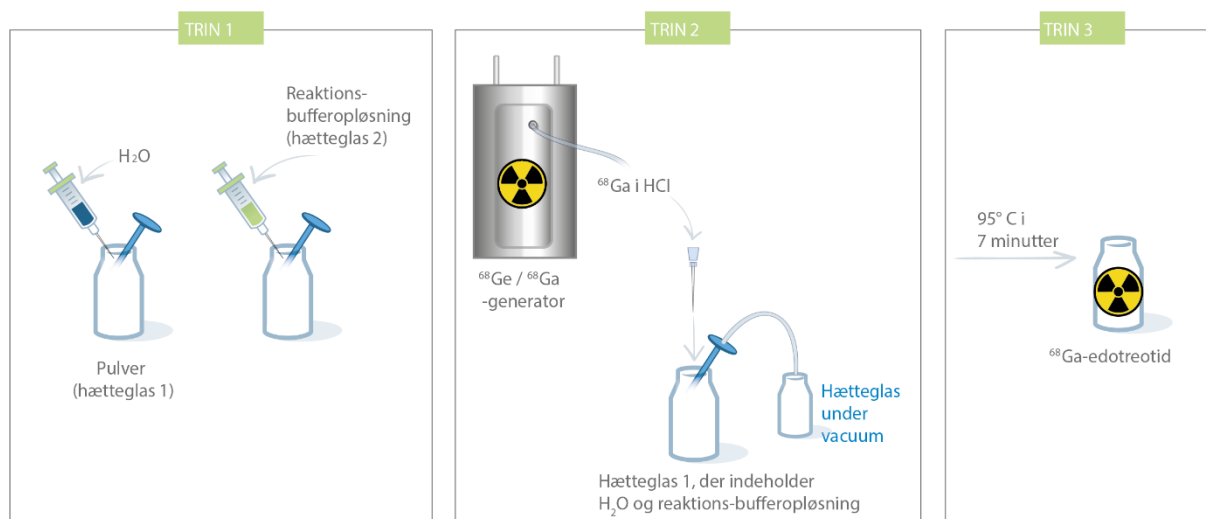 TRIN 1
H₂O
Reaktions-
bufferopløsning
(hætteglas 2)
Pulver
(hætteglas 1)
TRIN 2
⁶⁸Ga i HCl
⁶⁸Ge / ⁶⁸Ga
-generator
Hætteglas
under
vacuum
Hætteglas 1, der indeholder
H₂O og reaktions-bufferopløsning
TRIN 3
95° C i
7 minutter
⁶⁸Ga-edotreotid